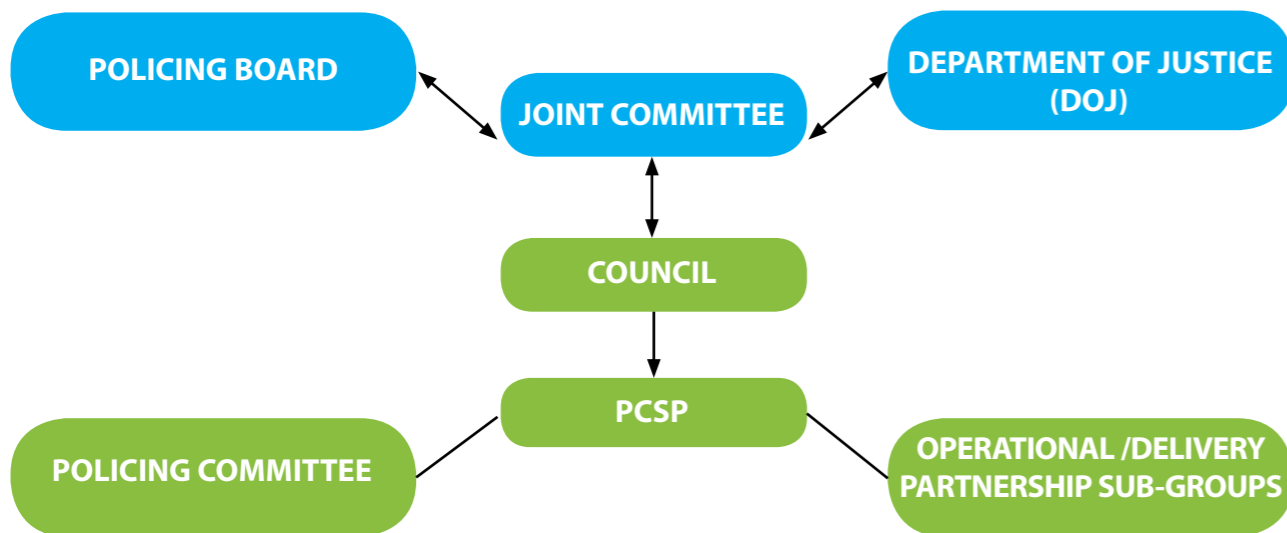 POLICING BOARD
JOINT COMMITTEE
DEPARTMENT OF JUSTICE
(DOJ)
COUNCIL
PCSP
POLICING COMMITTEE
OPERATIONAL /DELIVERY
PARTNERSHIP SUB-GROUPS